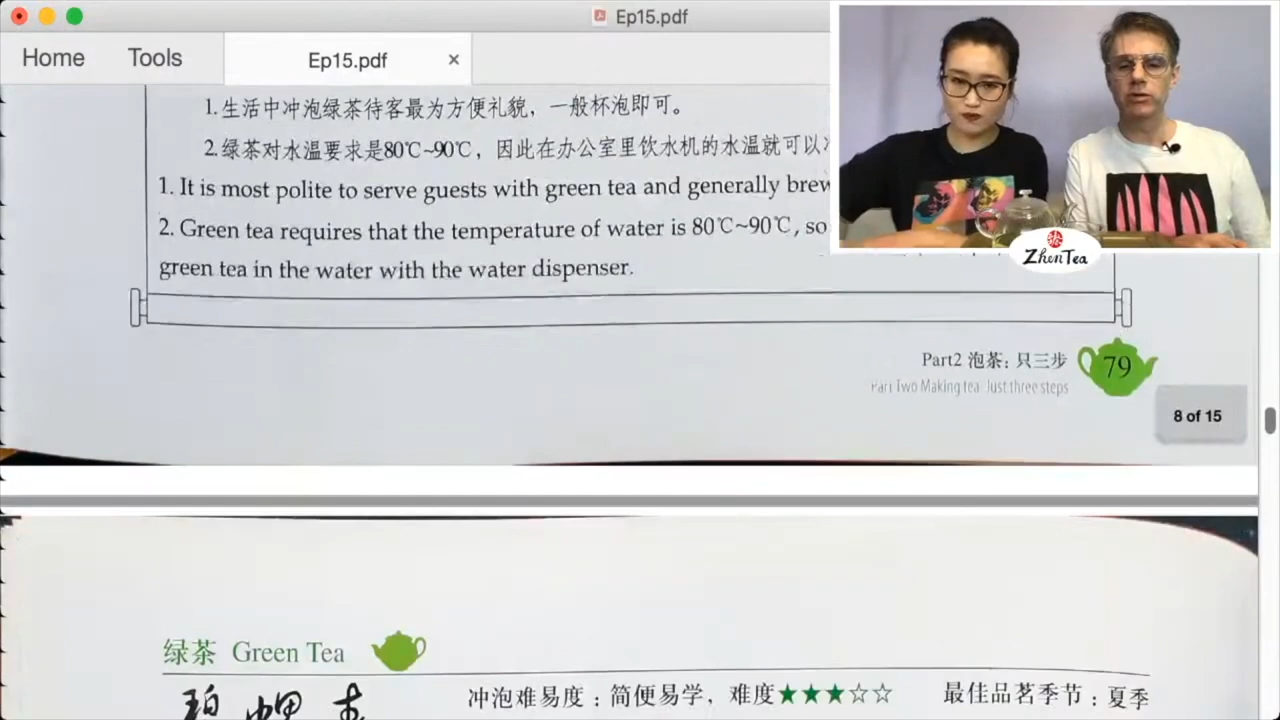 Ep15.pdf
Home
Tools
Ep15.pdf
×
1.生活中冲泡绿茶待客最为方便礼貌，一般杯泡即可。
2.绿茶对水温要求是80℃~90℃，因此在办公室里饮水机的水温就可以
1. It is most polite to serve guests with green tea and generally brew
2. Green tea requires that the temperature of water is 80℃~90℃, so
green tea in the water with the water dispenser.
ZhenTea
Part2 泡茶：只三步
Part Two Making tea Just three steps
79
8 of 15
绿茶 Green Tea
冲泡难易度：简便易学，难度★★★☆☆
最佳品茗季节：夏季